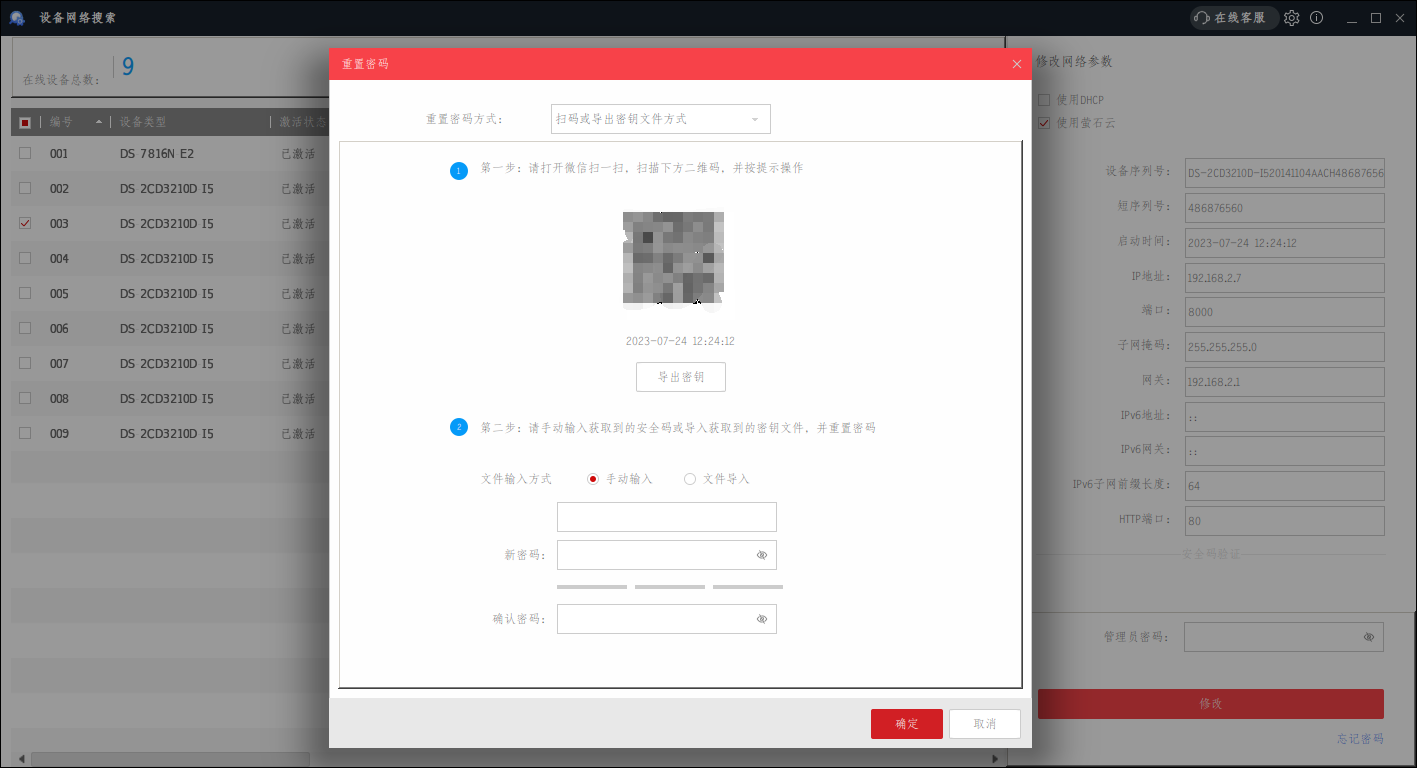 设备网络搜索
在线客服
在线设备总数: 9
编号 设备类型 激活状态
001 DS 7816N E2 已激活
002 DS 2CD3210D I5 已激活
003 DS 2CD3210D I5 已激活
004 DS 2CD3210D I5 已激活
005 DS 2CD3210D I5 已激活
006 DS 2CD3210D I5 已激活
007 DS 2CD3210D I5 已激活
008 DS 2CD3210D I5 已激活
009 DS 2CD3210D I5 已激活
重置密码
重置密码方式: 扫码或导出密钥文件方式
1 第一步: 请打开微信扫一扫, 扫描下方二维码, 并按提示操作
2023-07-24 12:24:12
导出密钥
2 第二步: 请手动输入获取到的安全码或导入获取到的密钥文件, 并重置密码
文件输入方式 手动输入 文件导入
新密码:
确认密码:
确定 取消
修改网络参数
使用DHCP
使用萤石云
设备序列号: DS-2CD3210D-I520141104AACH48687656
短序列号: 486876560
启动时间: 2023-07-24 12:24:12
IP地址: 192.168.2.7
端口: 8000
子网掩码: 255.255.255.0
网关: 192.168.2.1
IPv6地址: ::
IPv6网关: ::
IPv6子网前缀长度: 64
HTTP端口: 80
安全码验证
管理员密码:
修改
忘记密码